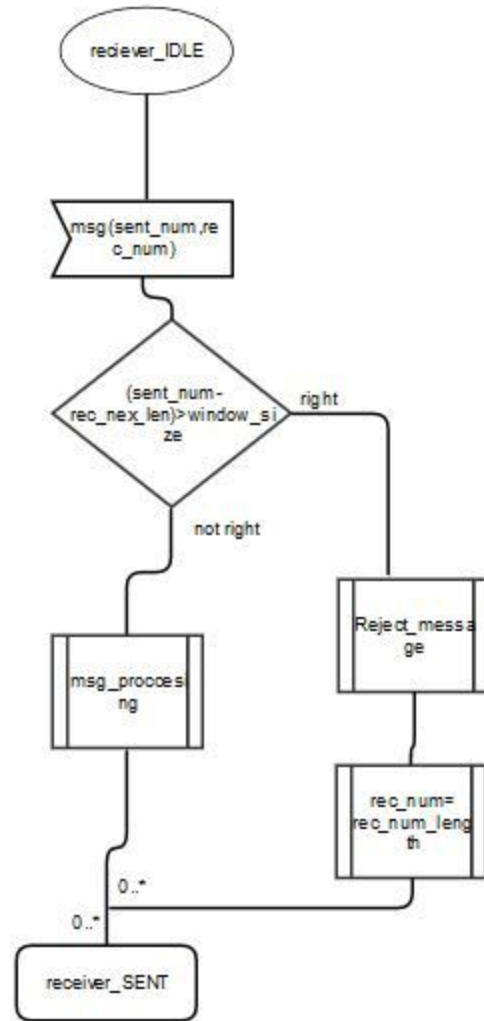 reciever_IDLE
msg(sent_num,re
c_num)
(sent_num-
rec_nex_len)>window_si
ze
right
not right
Reject_messa
ge
msg_proccesi
ng
rec_num=
rec_num_leng
th
0..*
0..*
receiver_SENT